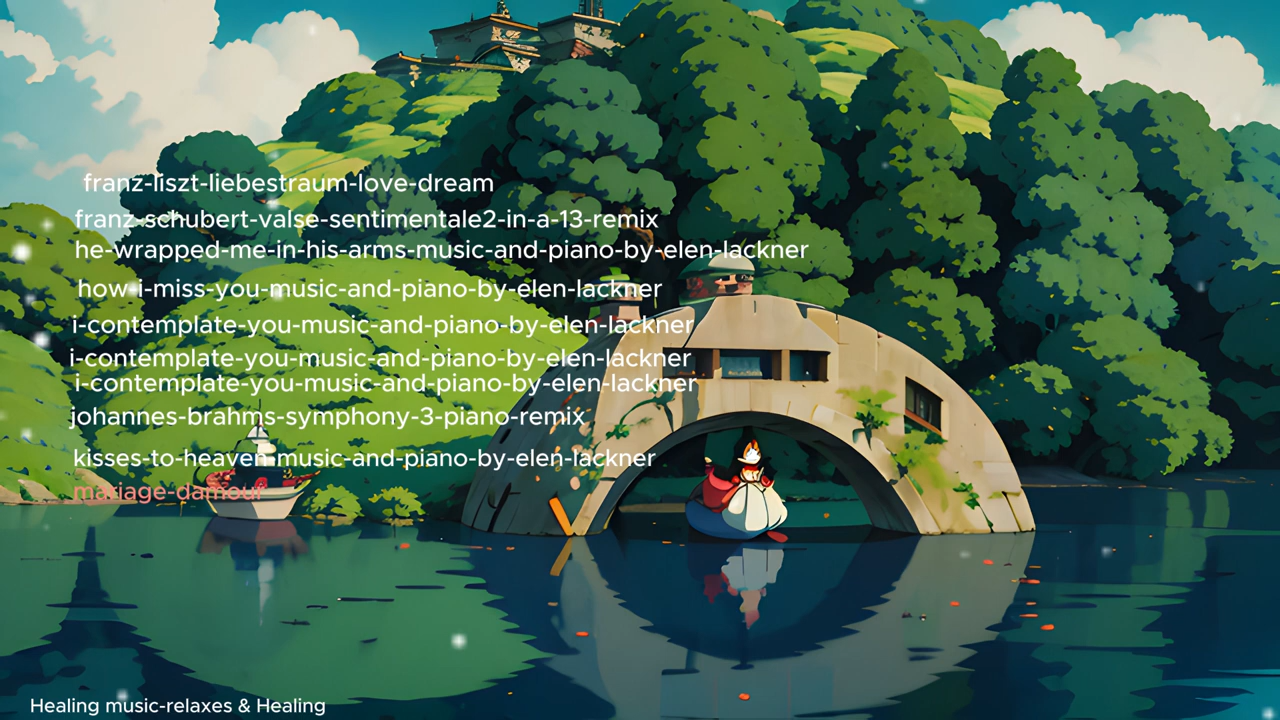 franz-liszt-liebestraum-love-dream
franz-schubert-valse-sentimentale2-in-a-13-remix
he-wrapped-me-in-his-arms-music-and-piano-by-elen-lackner
how-i-miss-you-music-and-piano-by-elen-lackner
i-contemplate-you-music-and-piano-by-elen-lackner
i-contemplate-you-music-and-piano-by-elen-lackner
i-contemplate-you-music-and-piano-by-elen-lackner
johannes-brahms-symphony-3-piano-remix
kisses-to-heaven-music-and-piano-by-elen-lackner
mariage-damour
Healing music-relaxes & Healing